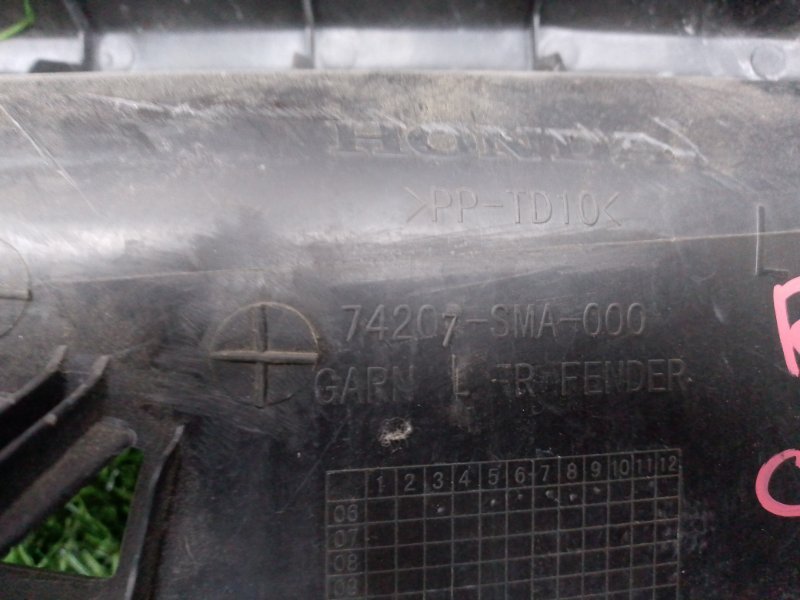 HONDA
>PP-TD10<
L
74207-SMA-000
GARN L FR FENDER
1 2 3 4 5 6 7 8 9 10 11 12
06
07
08
09